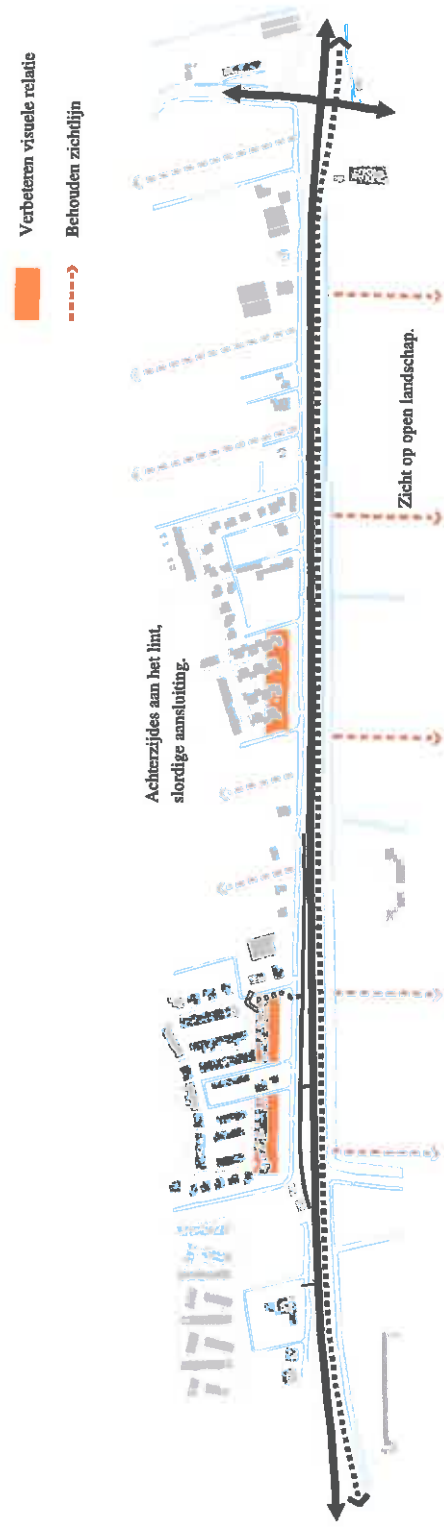 Verbeteren visuele relatie
Behouden zichtlijn
Achterzijdes aan het lint,
slordige aansluiting.
Zicht op open landschap.